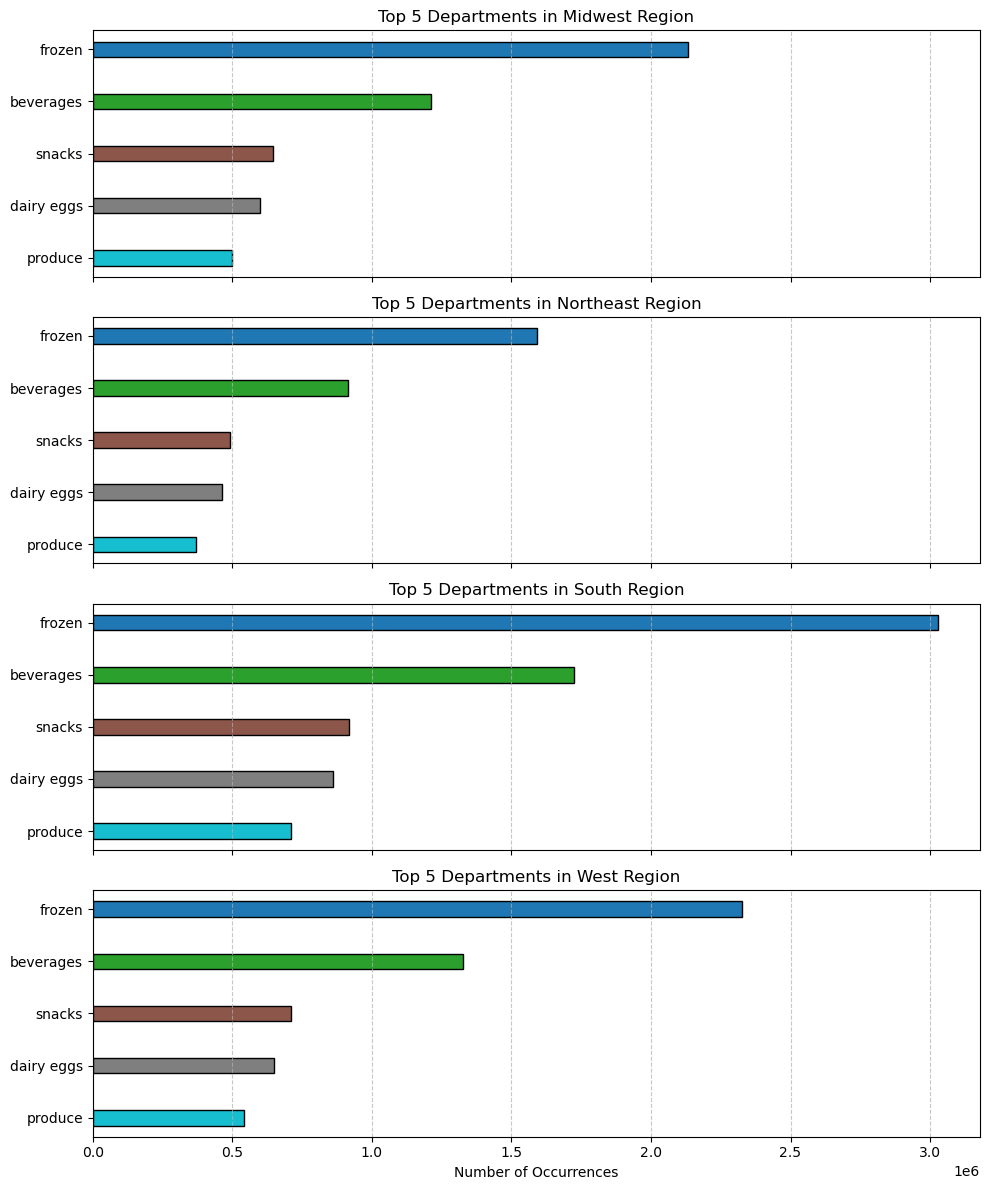 Top 5 Departments in Midwest Region
frozen
beverages
snacks
dairy eggs
produce
Top 5 Departments in Northeast Region
frozen
beverages
snacks
dairy eggs
produce
Top 5 Departments in South Region
frozen
beverages
snacks
dairy eggs
produce
Top 5 Departments in West Region
frozen
beverages
snacks
dairy eggs
produce
0.0 0.5 1.0 1.5 2.0 2.5 3.0
Number of Occurrences
1e6